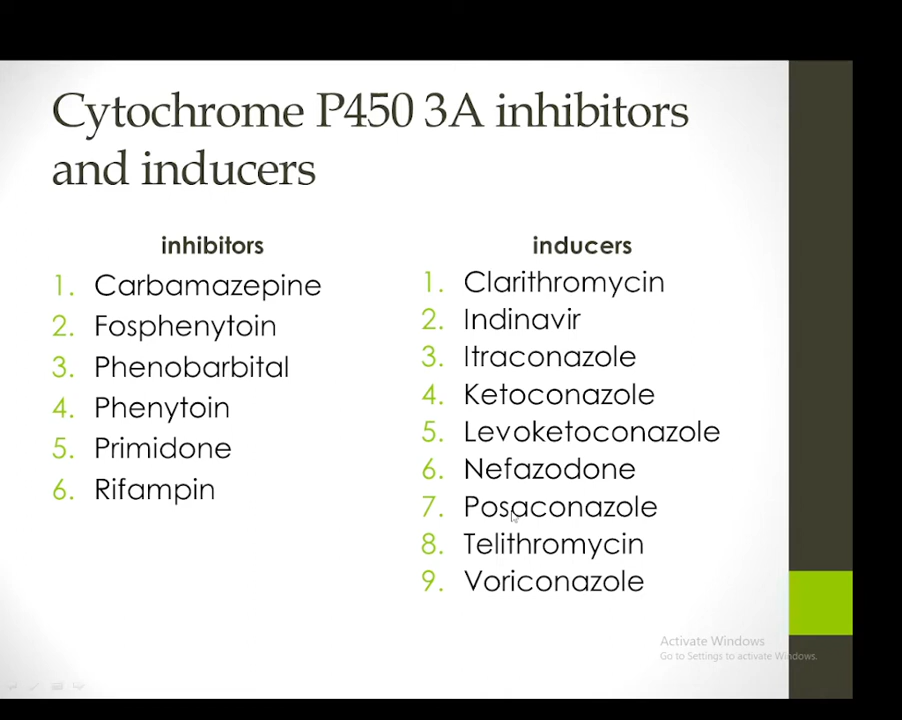 Cytochrome P450 3A inhibitors
and inducers
inhibitors
1. Carbamazepine
2. Fosphenytoin
3. Phenobarbital
4. Phenytoin
5. Primidone
6. Rifampin
inducers
1. Clarithromycin
2. Indinavir
3. Itraconazole
4. Ketoconazole
5. Levoketoconazole
6. Nefazodone
7. Posaconazole
8. Telithromycin
9. Voriconazole
Activate Windows
Go to Settings to activate Windows.